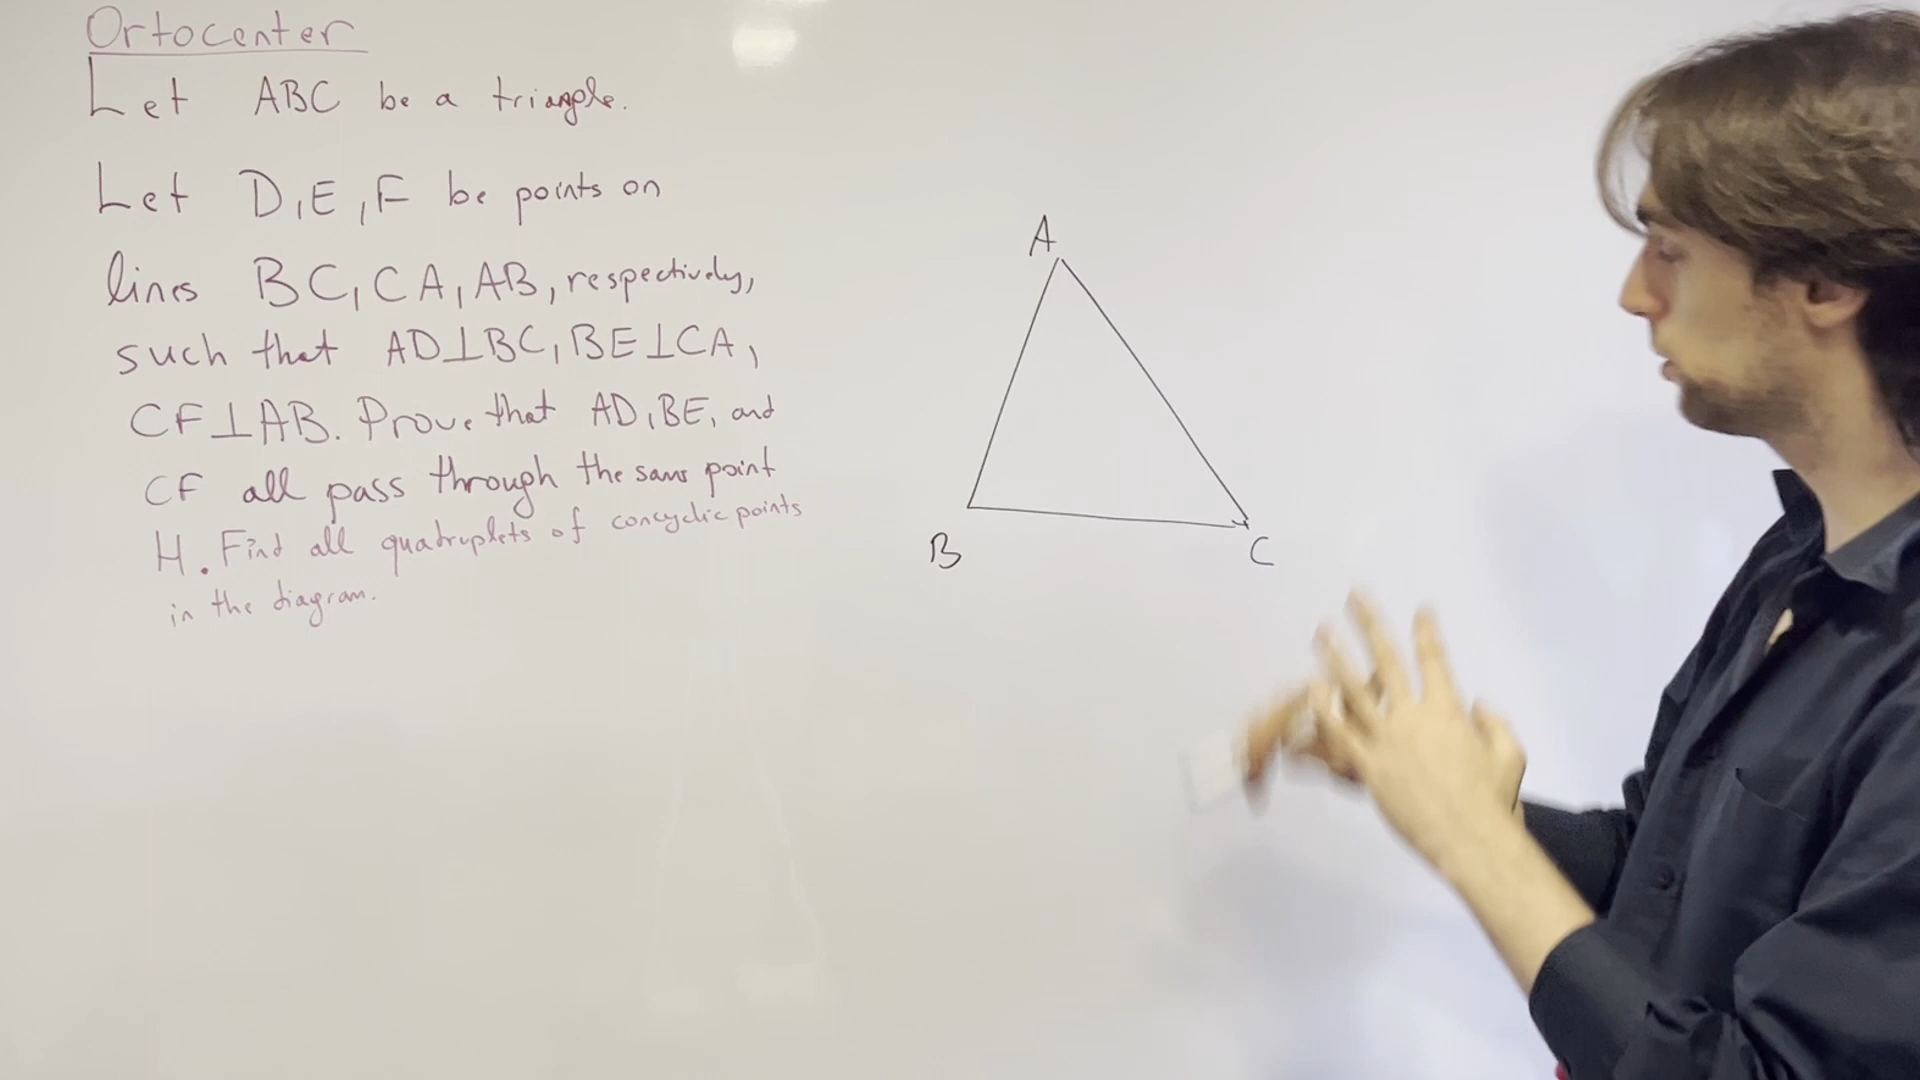 Ortocenter
Let ABC be a triangle.
Let D, E, F be points on
lines BC, CA, AB, respectively,
such that AD⊥BC, BE⊥CA,
CF⊥AB. Prove that AD, BE, and
CF all pass through the same point
H. Find all quadruplets of concyclic points
in the diagram.
A
B
C